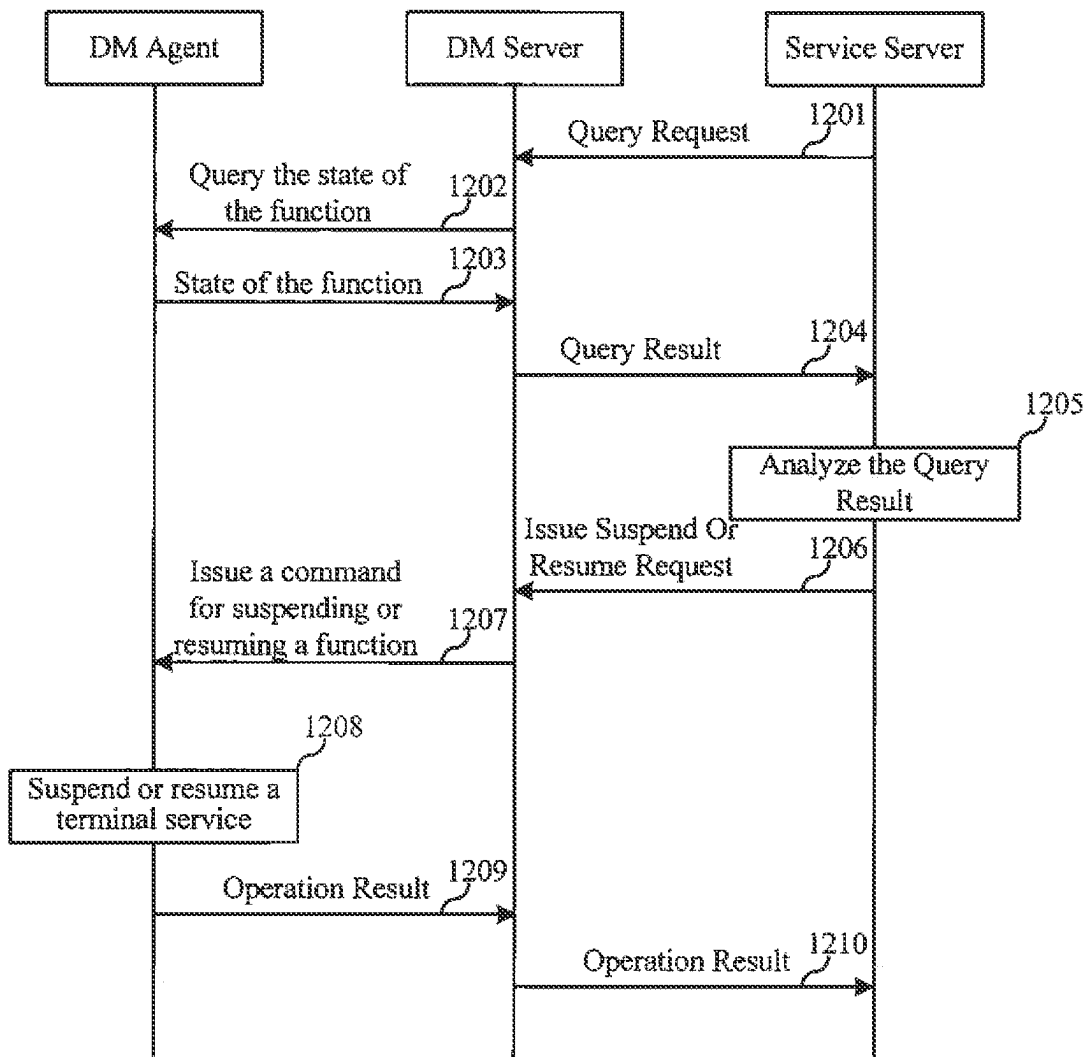 DM Agent
DM Server
Service Server
1201
Query Request
Query the state of
the function
1202
1203
State of the function
1204
Query Result
1205
Analyze the Query
Result
Issue Suspend Or
Resume Request
1206
Issue a command
for suspending or
resuming a function
1207
1208
Suspend or resume a
terminal service
1209
Operation Result
1210
Operation Result